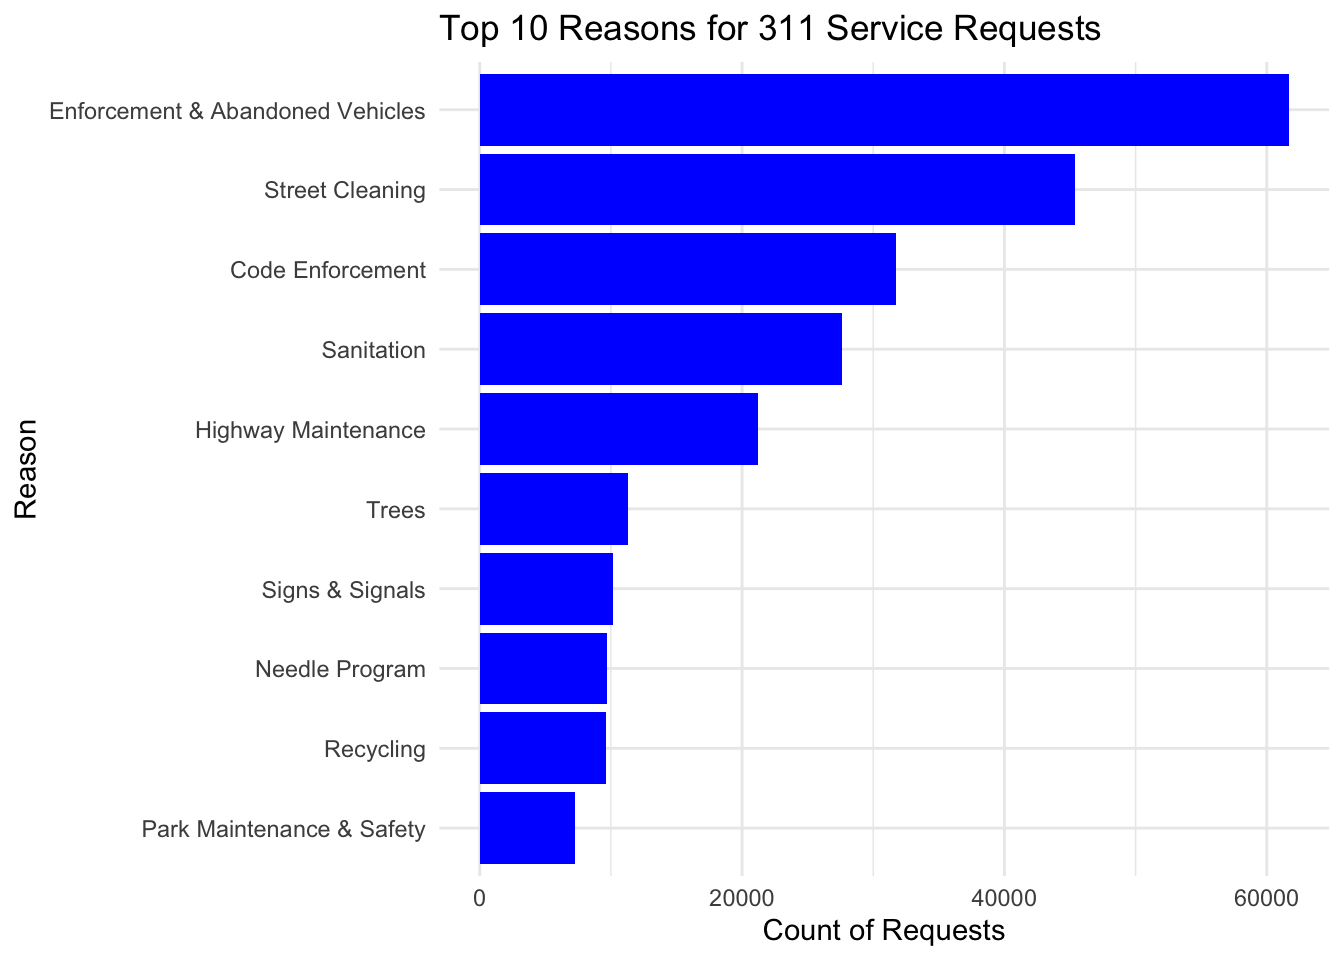 Top 10 Reasons for 311 Service Requests
Enforcement & Abandoned Vehicles
Street Cleaning
Code Enforcement
Sanitation
Highway Maintenance
Trees
Signs & Signals
Needle Program
Recycling
Park Maintenance & Safety
Reason
0 20000 40000 60000
Count of Requests